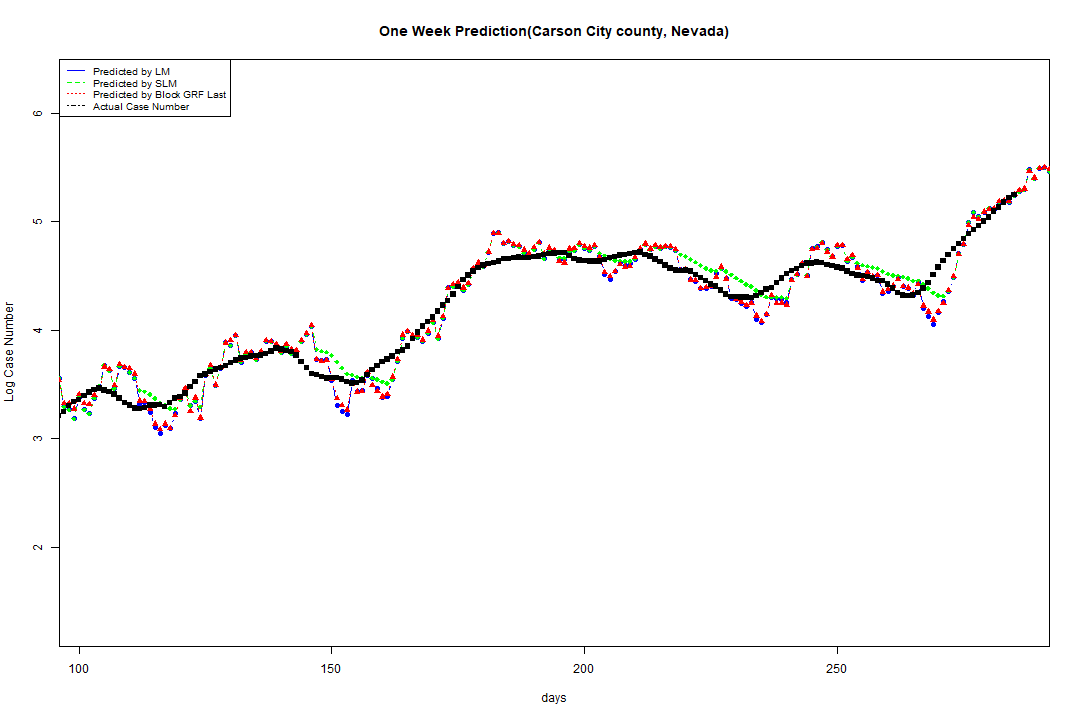 One Week Prediction(Carson City county, Nevada)
Predicted by LM
Predicted by SLM
Predicted by Block GRF Last
Actual Case Number
6
5
4
3
2
Log Case Number
100 150 200 250
days